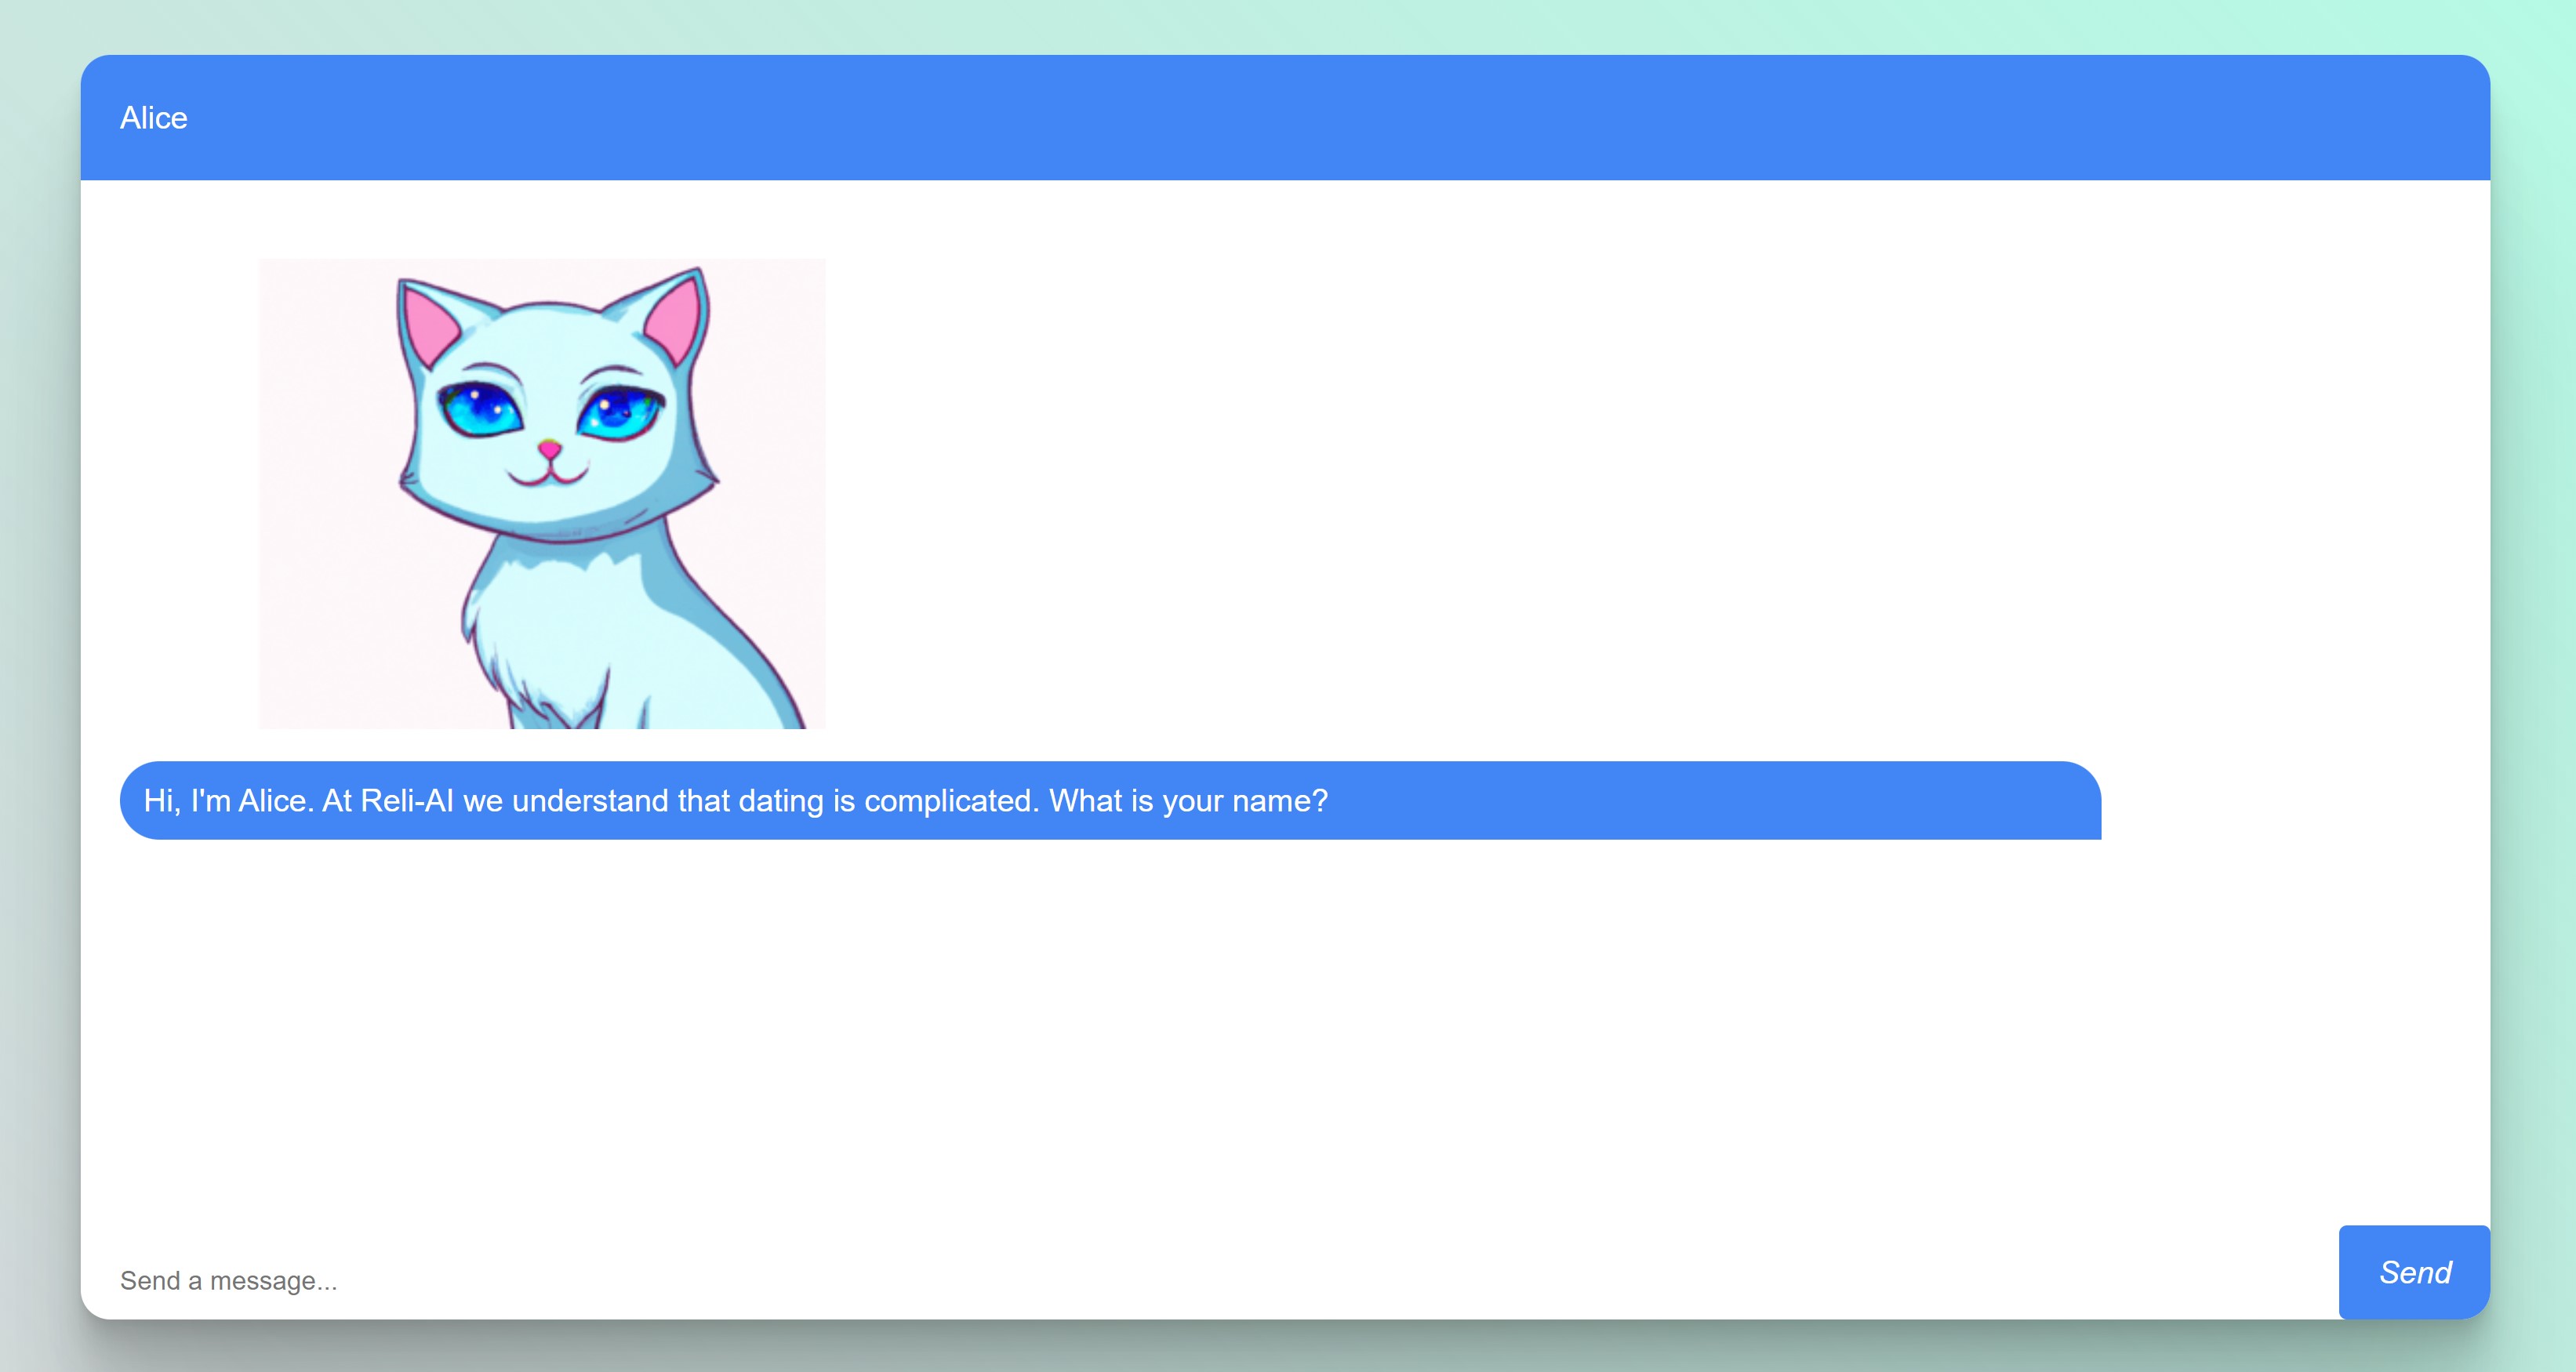 Alice
Hi, I'm Alice. At Reli-AI we understand that dating is complicated. What is your name?
Send a message...
Send